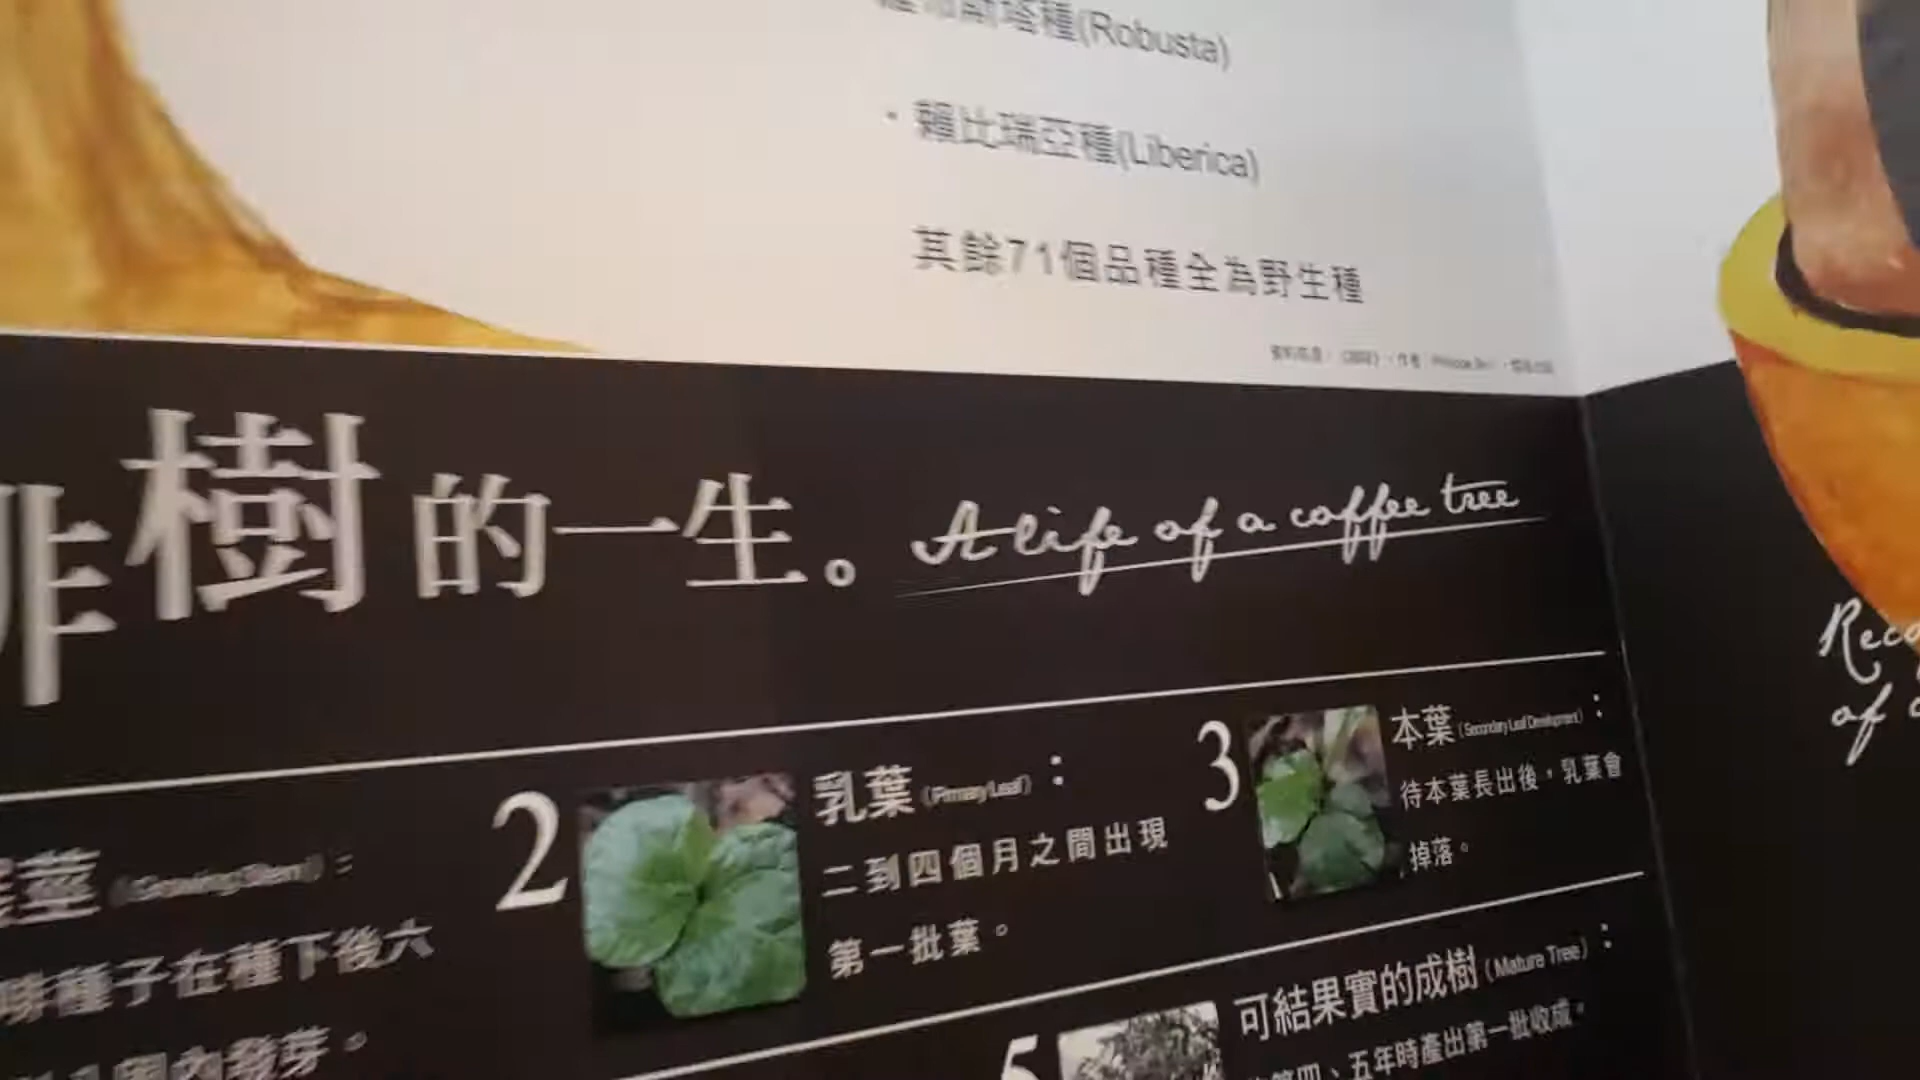 斯塔種(Robusta)
・賴比瑞亞種(Liberica)
其餘71個品種全為野生種
啡樹的一生。A life of a coffee tree
莖(Growing Stem)：
啡種子在種下後六
週內發芽。
2
乳葉(Primary Leaf)：
二到四個月之間出現
第一批葉。
3
本葉(Secondary Leaf Development)：
待本葉長出後，乳葉會
掉落。
5
可結果實的成樹(Mature Tree)：
第四、五年時產出第一批收成。
Reco
of